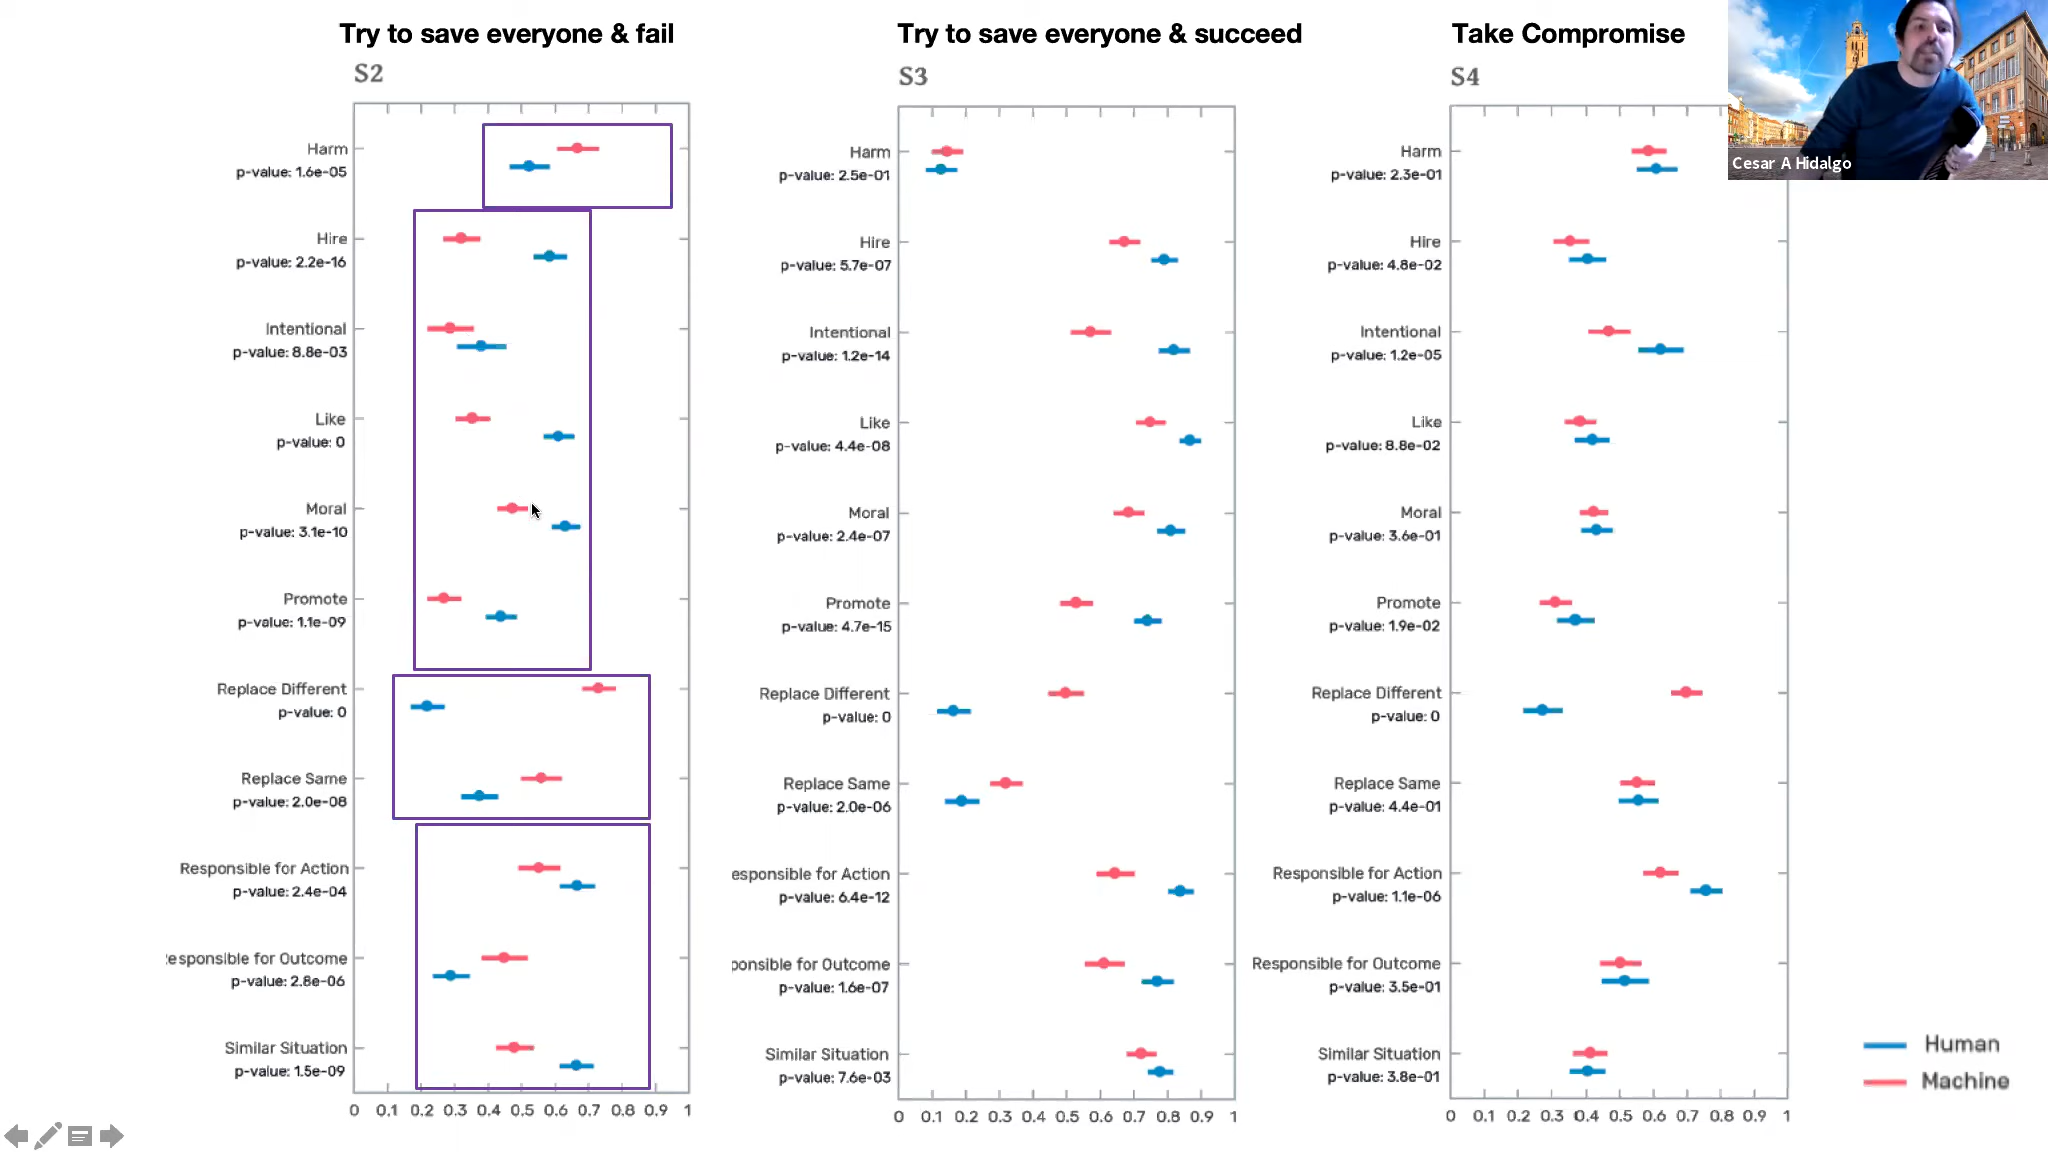 Try to save everyone & fail
S2
Harm
p-value: 1.6e-05
Hire
p-value: 2.2e-16
Intentional
p-value: 8.8e-03
Like
p-value: 0
Moral
p-value: 3.1e-10
Promote
p-value: 1.1e-09
Replace Different
p-value: 0
Replace Same
p-value: 2.0e-08
Responsible for Action
p-value: 2.4e-04
esponsible for Outcome
p-value: 2.8e-06
Similar Situation
p-value: 1.5e-09
0 0.1 0.2 0.3 0.4 0.5 0.6 0.7 0.8 0.9 1
Try to save everyone & succeed
S3
Harm
p-value: 2.5e-01
Hire
p-value: 5.7e-07
Intentional
p-value: 1.2e-14
Like
p-value: 4.4e-08
Moral
p-value: 2.4e-07
Promote
p-value: 4.7e-15
Replace Different
p-value: 0
Replace Same
p-value: 2.0e-06
esponsible for Action
p-value: 6.4e-12
ponsible for Outcome
p-value: 1.6e-07
Similar Situation
p-value: 7.6e-03
0 0.1 0.2 0.3 0.4 0.5 0.6 0.7 0.8 0.9 1
Take Compromise
S4
Harm
p-value: 2.3e-01
Hire
p-value: 4.8e-02
Intentional
p-value: 1.2e-05
Like
p-value: 8.8e-02
Moral
p-value: 3.6e-01
Promote
p-value: 1.9e-02
Replace Different
p-value: 0
Replace Same
p-value: 4.4e-01
Responsible for Action
p-value: 1.1e-06
Responsible for Outcome
p-value: 3.5e-01
Similar Situation
p-value: 3.8e-01
0 0.1 0.2 0.3 0.4 0.5 0.6 0.7 0.8 0.9 1
Cesar A Hidalgo
Human
Machine